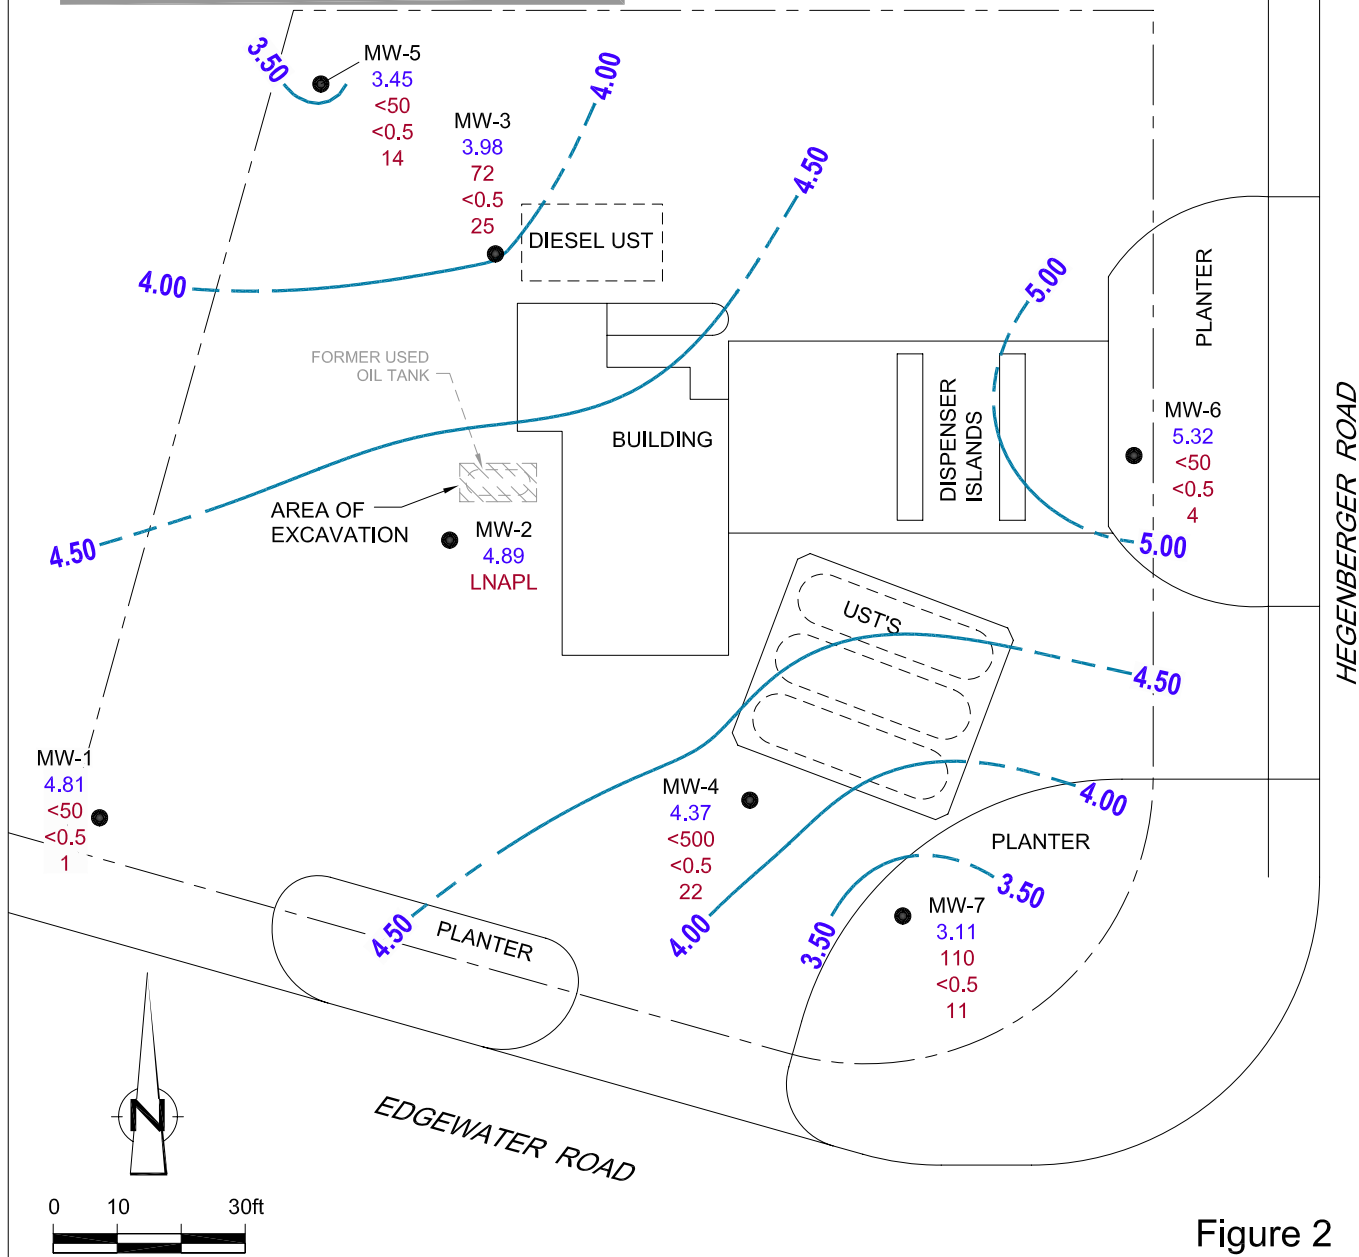 3.50
MW-5
3.45
<50
<0.5
14
4.00
MW-3
3.98
72
<0.5
25
4.50
DIESEL UST
4.00
5.00
PLANTER
FORMER USED
OIL TANK
BUILDING
DISPENSER
ISLANDS
MW-6
5.32
<50
<0.5
4
HEGENBERGER ROAD
AREA OF
EXCAVATION
MW-2
4.89
LNAPL
4.50
5.00
UST'S
4.50
MW-1
4.81
<50
<0.5
1
MW-4
4.37
<500
<0.5
22
4.00
PLANTER
3.50
MW-7
3.11
110
<0.5
11
4.50
PLANTER
4.00
3.50
N
EDGEWATER ROAD
0 10 30ft
Figure 2